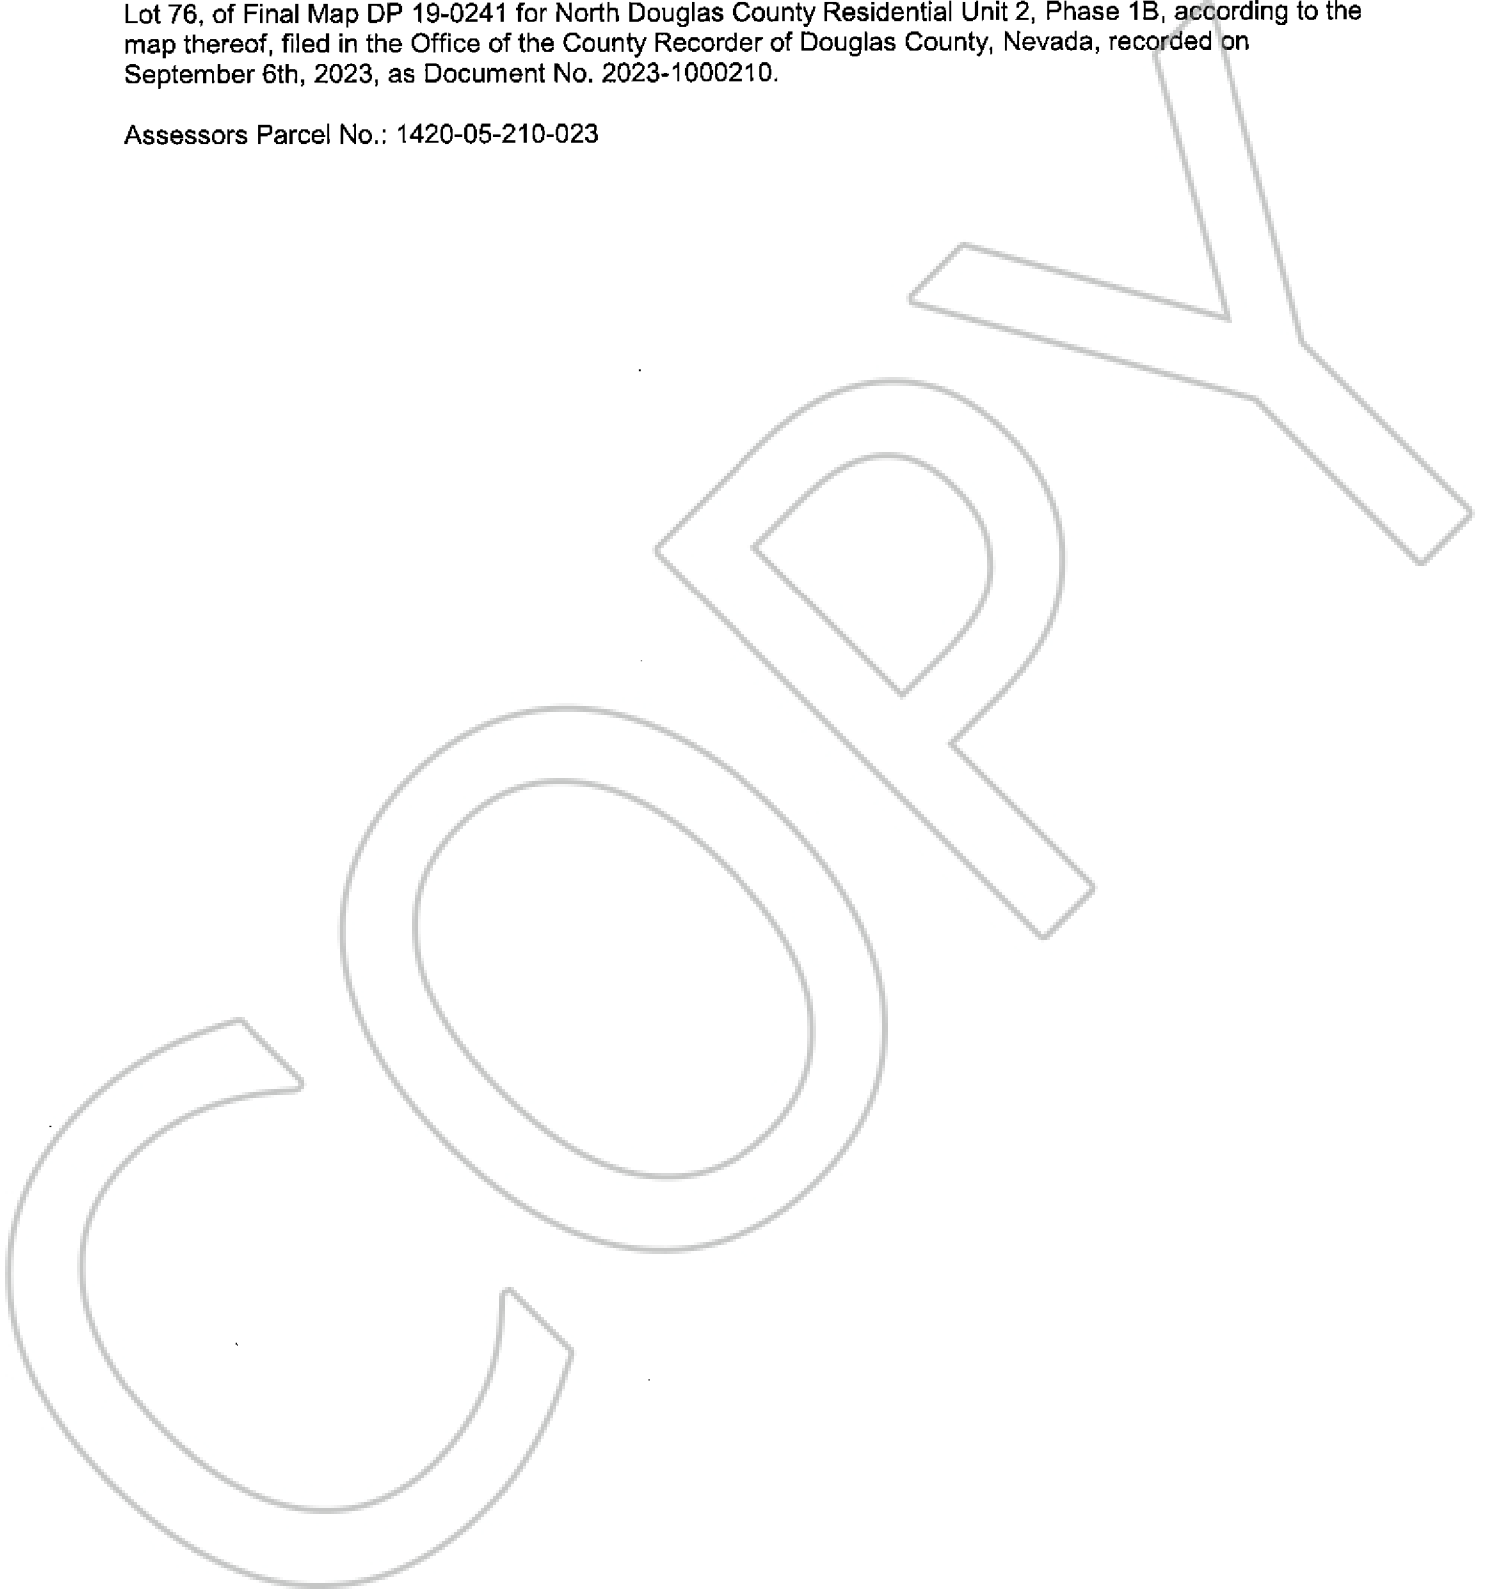 Lot 76, of Final Map DP 19-0241 for North Douglas County Residential Unit 2, Phase 1B, according to the
map thereof, filed in the Office of the County Recorder of Douglas County, Nevada, recorded on
September 6th, 2023, as Document No. 2023-1000210.
Assessors Parcel No.: 1420-05-210-023
COPY